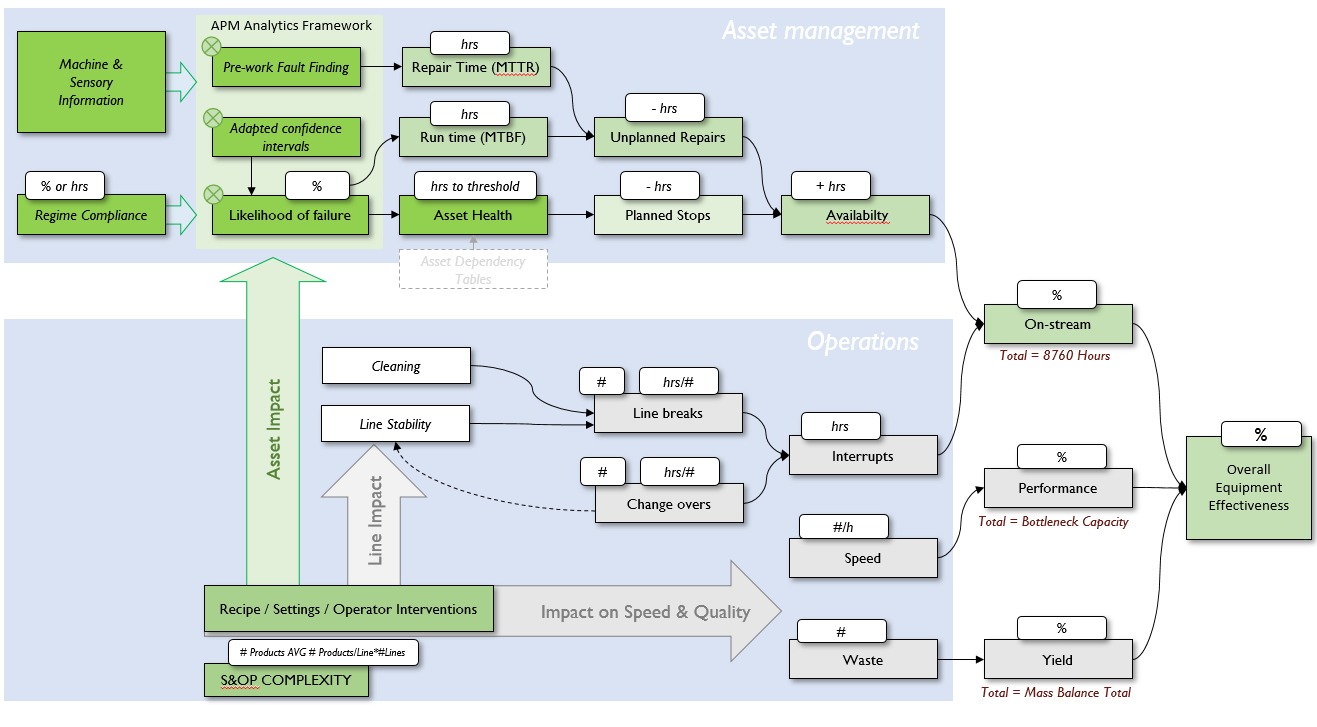 APM Analytics Framework
Asset management
Machine &
Sensory
Information
Pre-work Fault Finding
hrs
Repair Time (MTTR)
Adapted confidence
intervals
hrs
Run time (MTBF)
- hrs
Unplanned Repairs
% or hrs
Regime Compliance
%
Likelihood of failure
hrs to threshold
Asset Health
- hrs
Planned Stops
+ hrs
Availabilty
Asset Dependency
Tables
%
On-stream
Total = 8760 Hours
Operations
Cleaning
Line Stability
#
hrs/#
Line breaks
#
hrs/#
Change overs
hrs
Interrupts
%
Performance
Total = Bottleneck Capacity
%
Overall
Equipment
Effectiveness
#/h
Speed
Asset Impact
Line Impact
Recipe / Settings / Operator Interventions
Impact on Speed & Quality
#
Waste
%
Yield
Total = Mass Balance Total
# Products AVG # Products/Line*#Lines
S&OP COMPLEXITY